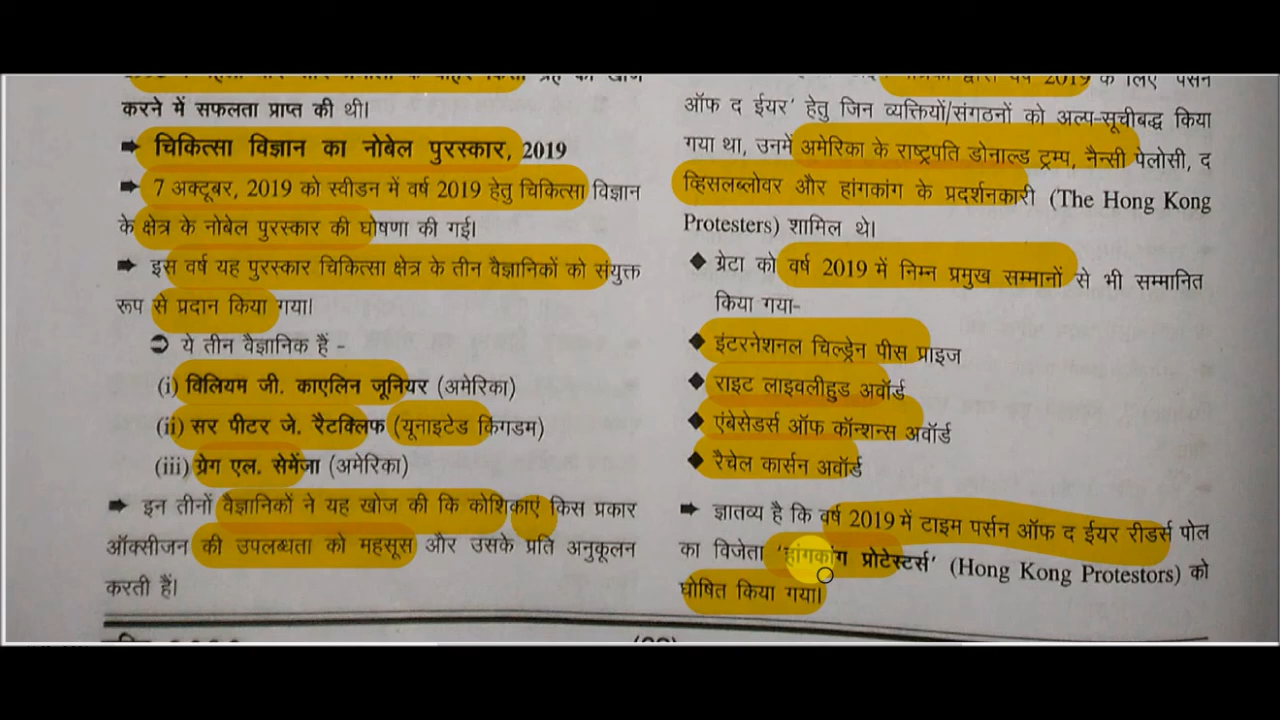 करने में सफलता प्राप्त की थी।
➡ चिकित्सा विज्ञान का नोबेल पुरस्कार, 2019
➡ 7 अक्टूबर, 2019 को स्वीडन में वर्ष 2019 हेतु चिकित्सा विज्ञान
के क्षेत्र के नोबेल पुरस्कार की घोषणा की गई।
➡ इस वर्ष यह पुरस्कार चिकित्सा क्षेत्र के तीन वैज्ञानिकों को संयुक्त
रूप से प्रदान किया गया।
➲ ये तीन वैज्ञानिक हैं -
(i) विलियम जी. काएलिन जूनियर (अमेरिका)
(ii) सर पीटर जे. रैटक्लिफ (यूनाइटेड किंगडम)
(iii) ग्रेग एल. सेमेंजा (अमेरिका)
➡ इन तीनों वैज्ञानिकों ने यह खोज की कि कोशिकाएं किस प्रकार
ऑक्सीजन की उपलब्धता को महसूस और उसके प्रति अनुकूलन
करती हैं।
द्वारा वर्ष 2019 के लिए पर्सन
ऑफ द ईयर' हेतु जिन व्यक्तियों/संगठनों को अल्प-सूचीबद्ध किया
गया था, उनमें अमेरिका के राष्ट्रपति डोनाल्ड ट्रम्प, नैन्सी पेलोसी, द
व्हिसलब्लोवर और हांगकांग के प्रदर्शनकारी (The Hong Kong
Protesters) शामिल थे।
◆ ग्रेटा को वर्ष 2019 में निम्न प्रमुख सम्मानों से भी सम्मानित
किया गया-
◆ इंटरनेशनल चिल्ड्रेन पीस प्राइज
◆ राइट लाइवलीहुड अवॉर्ड
◆ एंबेसेडर्स ऑफ कॉन्शन्स अवॉर्ड
◆ रैचेल कार्सन अवॉर्ड
➡ ज्ञातव्य है कि वर्ष 2019 में टाइम पर्सन ऑफ द ईयर रीडर्स पोल
का विजेता 'हांगकांग प्रोटेस्टर्स' (Hong Kong Protestors) को
घोषित किया गया।